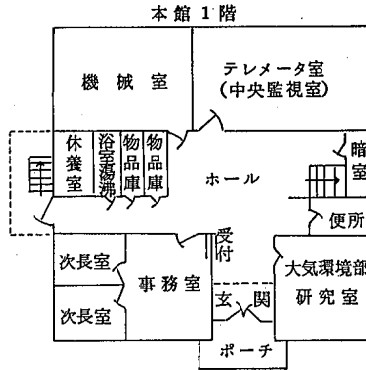 本館1階
機械室
テレメータ室
(中央監視室)
休養室
浴室湯沸
物品庫
物品庫
ホール
暗室
便所
受付
次長室
次長室
事務室
玄関
大気環境部
研究室
ポーチ